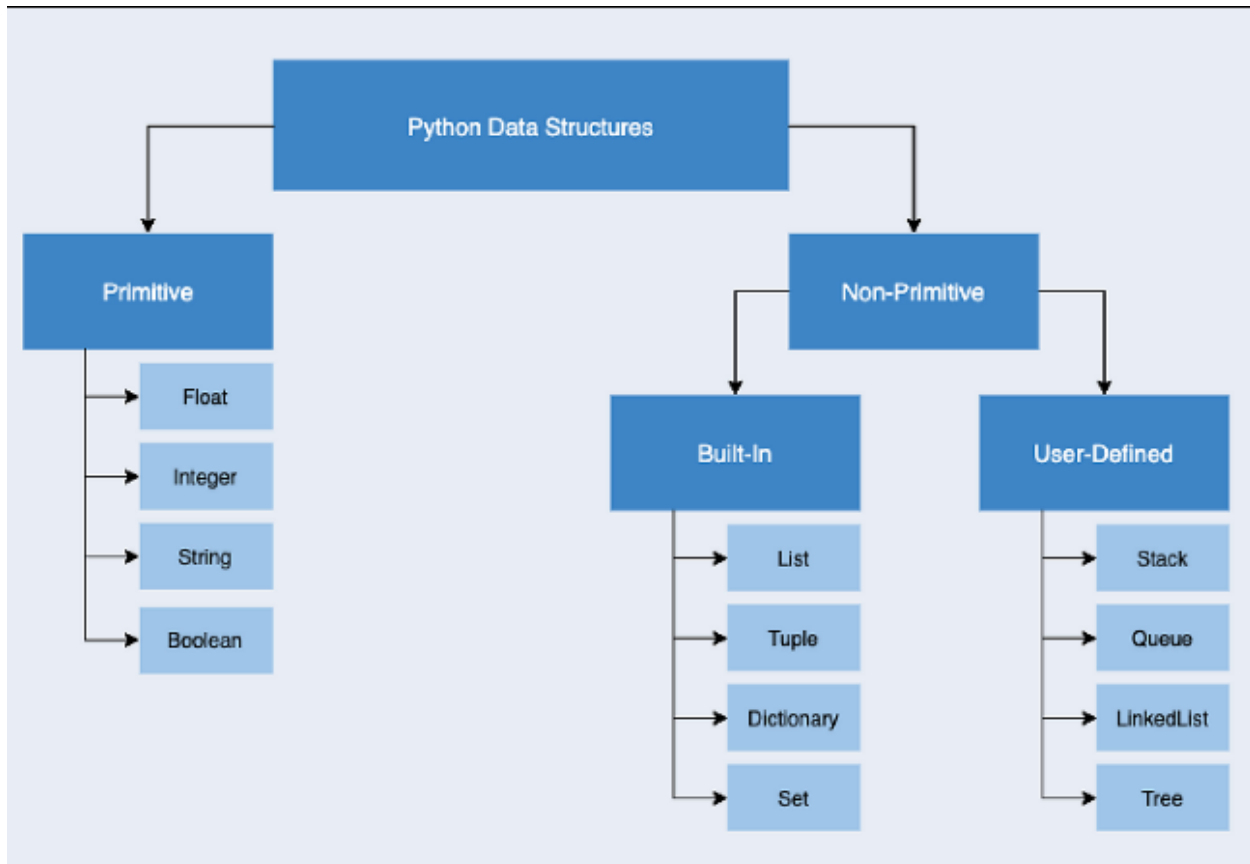 Python Data Structures
Primitive
Non-Primitive
Float
Integer
String
Boolean
Built-In
User-Defined
List
Tuple
Dictionary
Set
Stack
Queue
LinkedList
Tree